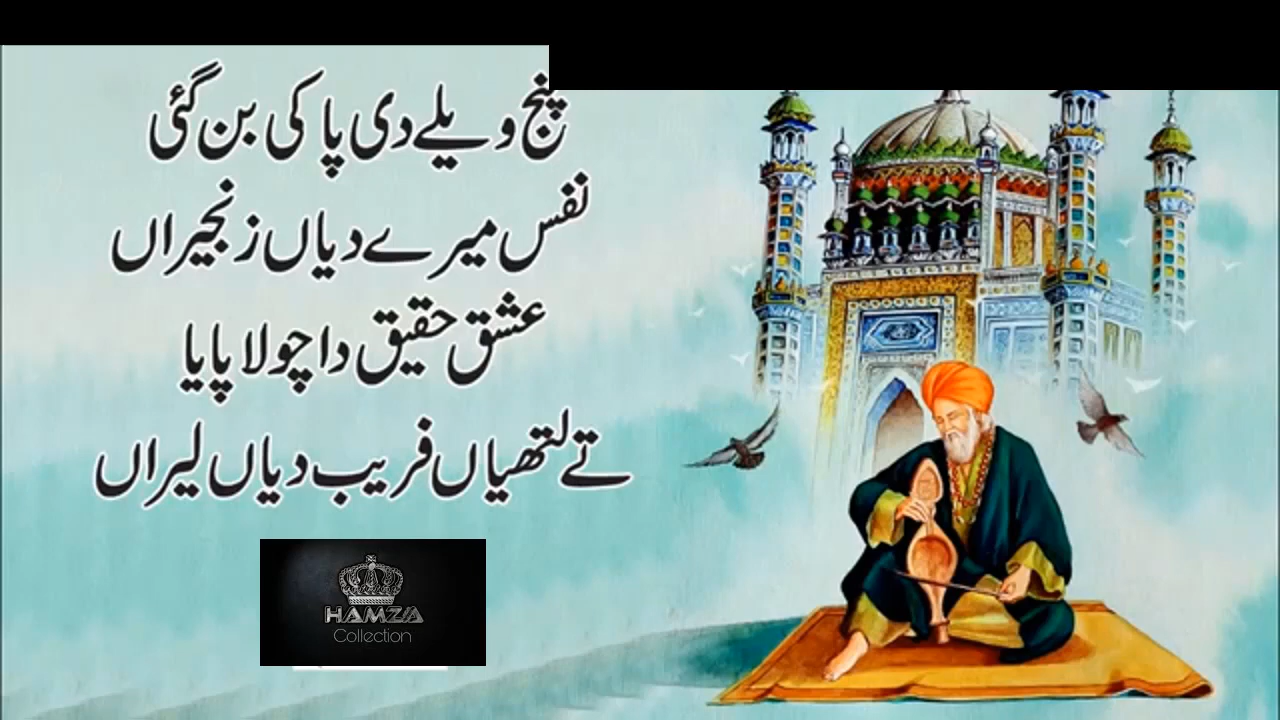 پنج ویلے دی پاکی بن گئی
نفس میرے دیاں زنجیراں
عشق حقیق دا چولا پایا
تے لتھیاں فریب دیاں لیراں
HAMZA
Collection